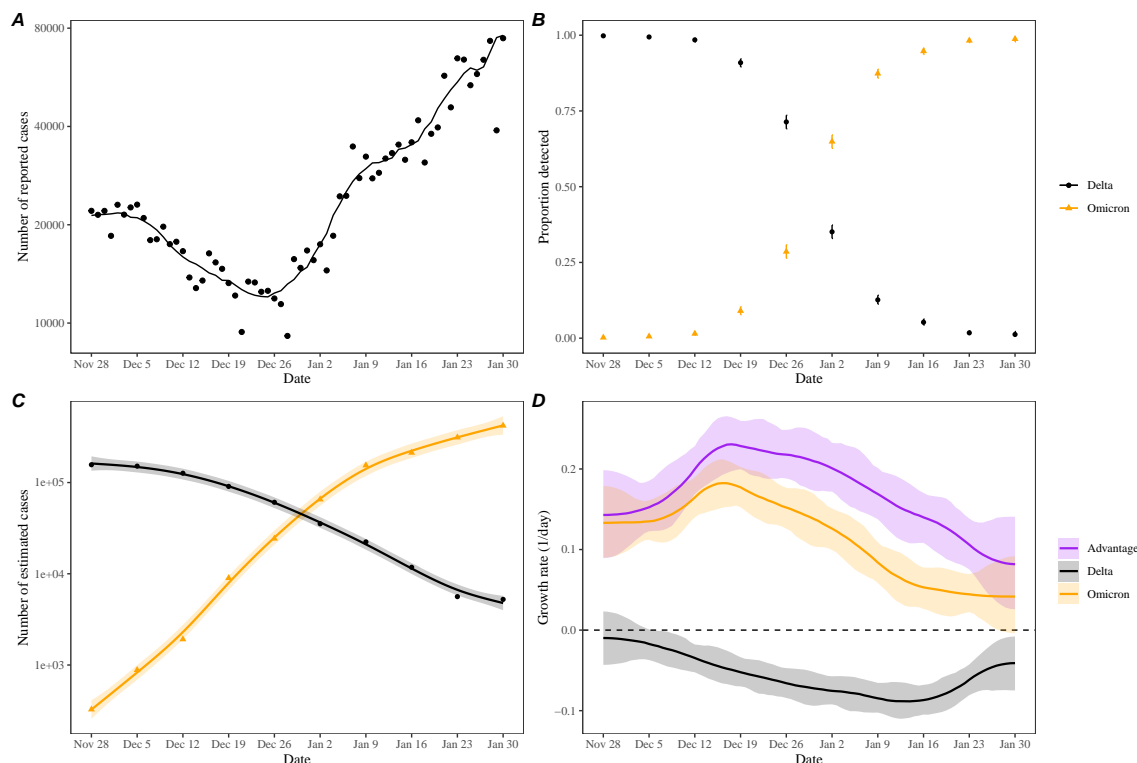 A
Number of reported cases
80000
40000
20000
10000
Nov 28 Dec 5 Dec 12 Dec 19 Dec 26 Jan 2 Jan 9 Jan 16 Jan 23 Jan 30
Date
B
Proportion detected
1.00
0.75
0.50
0.25
0.00
Nov 28 Dec 5 Dec 12 Dec 19 Dec 26 Jan 2 Jan 9 Jan 16 Jan 23 Jan 30
Date
Delta
Omicron
C
Number of estimated cases
1e+05
1e+04
1e+03
Nov 28 Dec 5 Dec 12 Dec 19 Dec 26 Jan 2 Jan 9 Jan 16 Jan 23 Jan 30
Date
D
Growth rate (1/day)
0.2
0.1
0.0
−0.1
Nov 28 Dec 5 Dec 12 Dec 19 Dec 26 Jan 2 Jan 9 Jan 16 Jan 23 Jan 30
Date
Advantage
Delta
Omicron